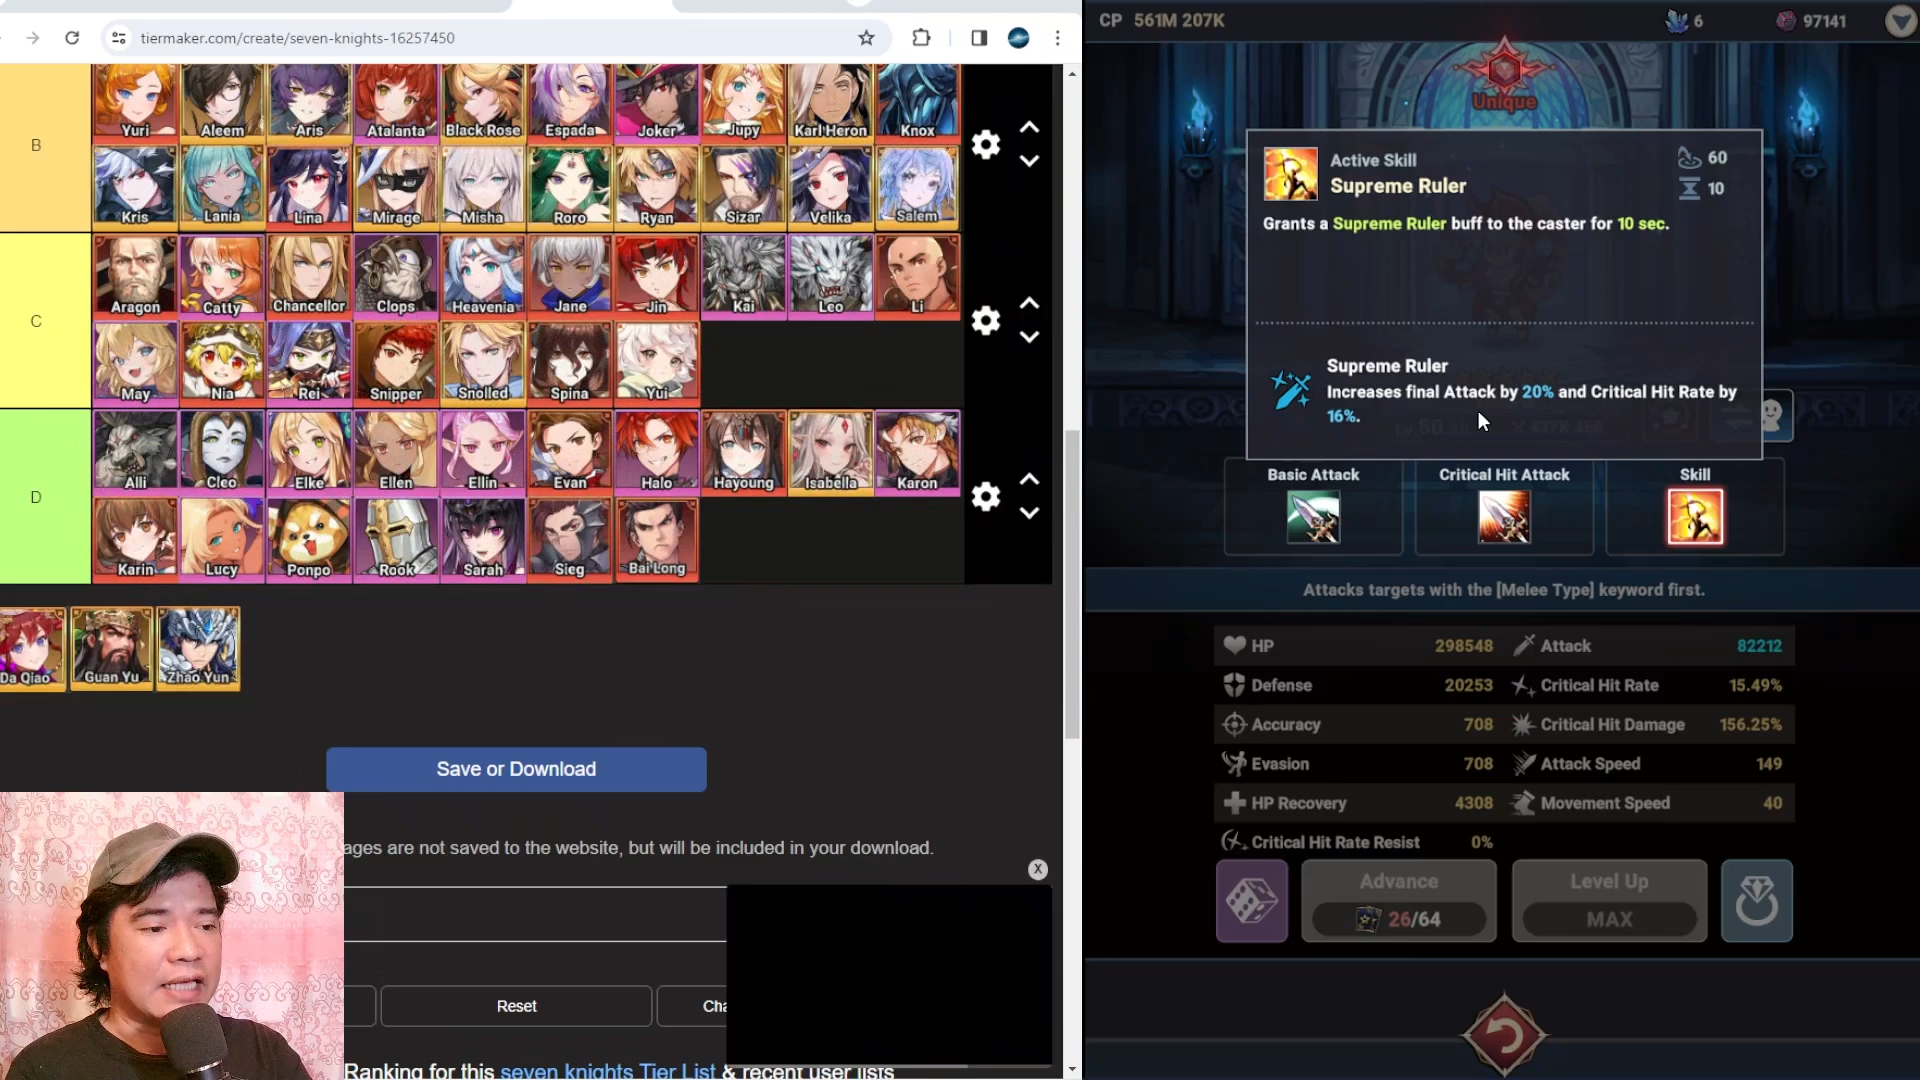 tiermaker.com/create/seven-knights-16257450
B
Yuri Aleem Aris Atalanta Black Rose Espada Joker Jupy Karl Heron Knox
Kris Lania Lina Mirage Misha Roro Ryan Sizar Velika Salem
C
Aragon Catty Chancellor Clops Heavenia Jane Jin Kai Leo Li
May Nia Rei Snipper Snolled Spina Yui
D
Alli Cleo Elke Ellen Ellin Evan Halo Hayoung Isabella Karon
Karin Lucy Ponpo Rook Sarah Sieg Bai Long
Da Qiao Guan Yu Zhao Yun
Save or Download
ages are not saved to the website, but will be included in your download.
X
Reset
Cha
Ranking for this seven knights Tier List & recent user lists
CP 561M 207K
6
97141
Unique
Active Skill
60
Supreme Ruler
10
Grants a Supreme Ruler buff to the caster for 10 sec.
Supreme Ruler
Increases final Attack by 20% and Critical Hit Rate by
16%.
Basic Attack Critical Hit Attack Skill
Attacks targets with the [Melee Type] keyword first.
HP 298548 Attack 82212
Defense 20253 Critical Hit Rate 15.49%
Accuracy 708 Critical Hit Damage 156.25%
Evasion 708 Attack Speed 149
HP Recovery 4308 Movement Speed 40
Critical Hit Rate Resist 0%
Advance
26/64
Level Up
MAX